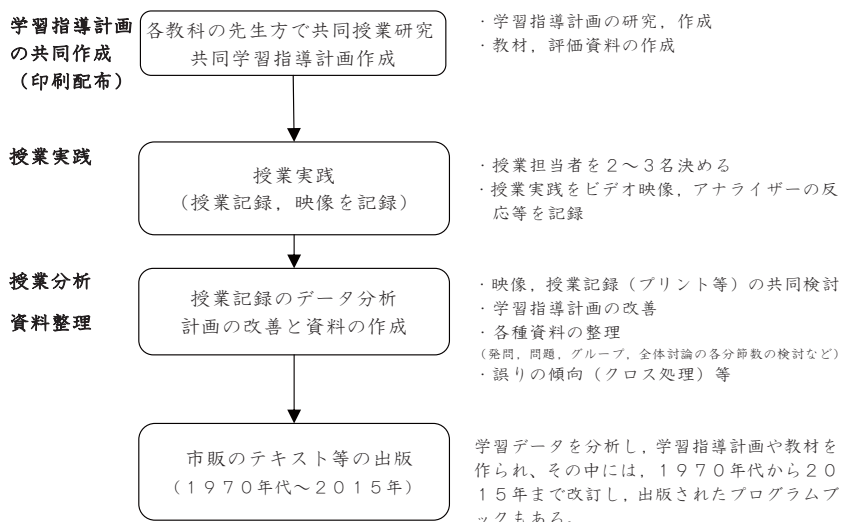 学習指導計画
の共同作成
（印刷配布）
各教科の先生方で共同授業研究
共同学習指導計画作成
・学習指導計画の研究，作成
・教材，評価資料の作成
授業実践
授業実践
（授業記録，映像を記録）
・授業担当者を２～３名決める
・授業実践をビデオ映像，アナライザーの反
応等を記録
授業分析
資料整理
授業記録のデータ分析
計画の改善と資料の作成
・映像，授業記録（プリント等）の共同検討
・学習指導計画の改善
・各種資料の整理
（発問，問題，グループ，全体討論の各分節数の検討など）
・誤りの傾向（クロス処理）等
市販のテキスト等の出版
（１９７０年代～２０１５年）
学習データを分析し，学習指導計画や教材を
作られ、その中には，１９７０年代から２０
１５年まで改訂し，出版されたプログラムブ
ックもある。